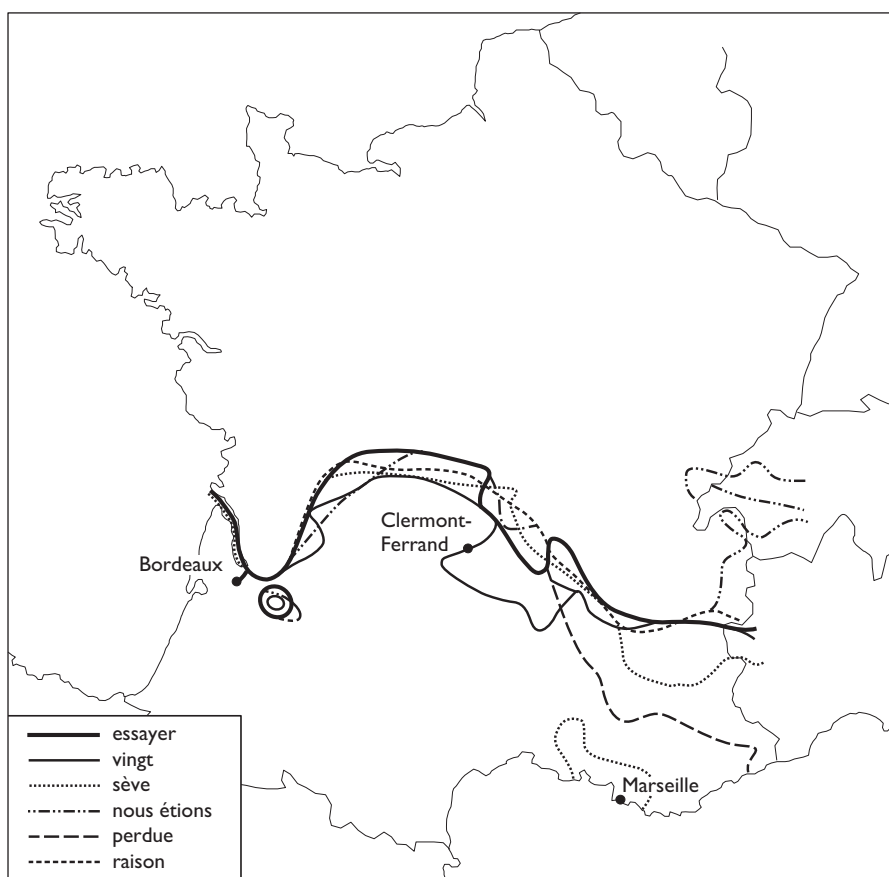 Clermont-
Ferrand
Bordeaux
Marseille
essayer
vingt
sève
nous étions
perdue
raison